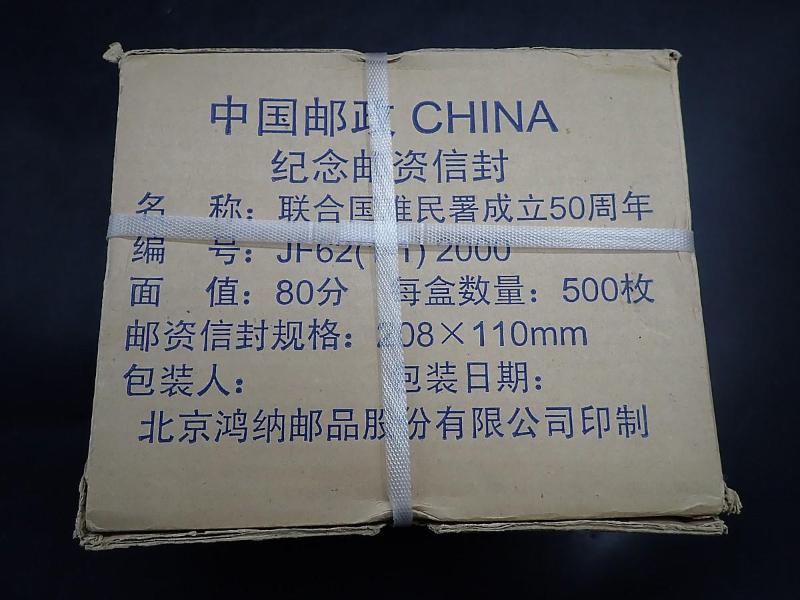 中国邮政 CHINA
纪念邮资信封
名 称：联合国难民署成立50周年
编 号：JF62( 1) 2000
面 值：80分 每盒数量：500枚
邮资信封规格：208×110mm
包装人： 包装日期：
北京鸿纳邮品股份有限公司印制